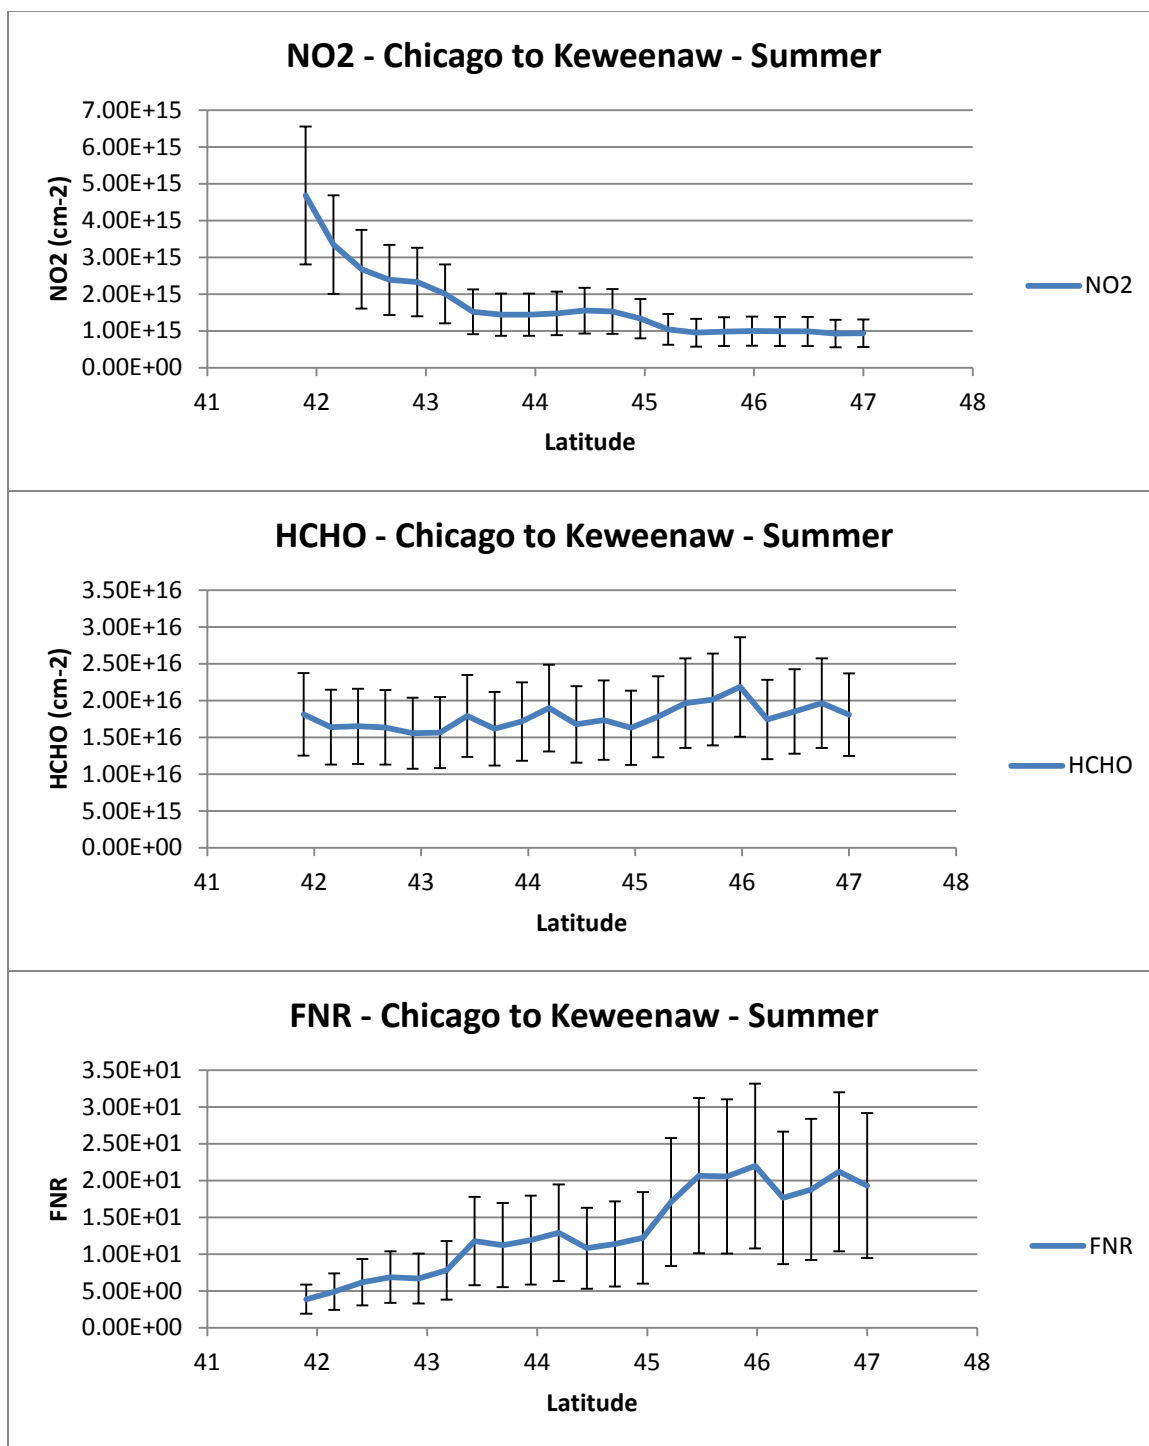 NO2 - Chicago to Keweenaw - Summer
7.00E+15
6.00E+15
5.00E+15
4.00E+15
3.00E+15
2.00E+15
1.00E+15
0.00E+00
NO2 (cm-2)
41 42 43 44 45 46 47 48
Latitude
NO2
HCHO - Chicago to Keweenaw - Summer
3.50E+16
3.00E+16
2.50E+16
2.00E+16
1.50E+16
1.00E+16
5.00E+15
0.00E+00
HCHO (cm-2)
41 42 43 44 45 46 47 48
Latitude
HCHO
FNR - Chicago to Keweenaw - Summer
3.50E+01
3.00E+01
2.50E+01
2.00E+01
1.50E+01
1.00E+01
5.00E+00
0.00E+00
FNR
41 42 43 44 45 46 47 48
Latitude
FNR